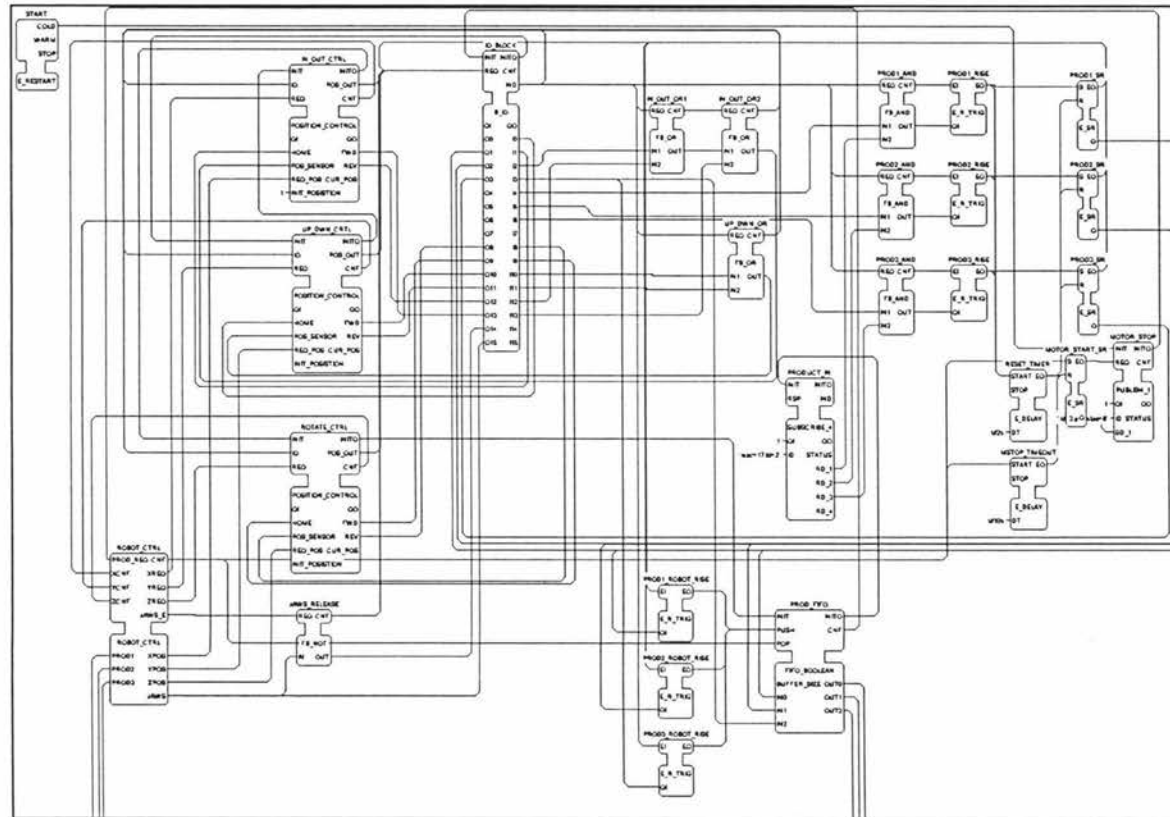 START
COLD
WARM
STOP
E_RESTART
IN_OUT_CTRL
INIT INITO
IO POS_OUT
REQ CNF
POSITION_CONTROL
QI QO
HOME FWD
POS_SENSOR REV
REQ_POS CUR_POS
1 INIT_POSITION
UP_DWN_CRTL
INIT INITO
IO POS_OUT
REQ CNF
POSITION_CONTROL
QI QO
HOME FWD
POS_SENSOR REV
REQ_POS CUR_POS
INIT_POSITION
ROTATE_CTRL
INIT INITO
IO POS_OUT
REQ CNF
POSITION_CONTROL
QI QO
HOME FWD
POS_SENSOR REV
REQ_POS CUR_POS
INIT_POSITION
ROBOT_CTRL
PROD_REQ CNF
XCNF XREQ
YCNF YREQ
ZCNF ZREQ
ROBOT_CTRL
PROD1 XPOS
PROD2 YPOS
PROD3 ZPOS
REQ CNF
FB_NOT
IN OUT
IO_BLOCK
INIT INITO
REQ CNF
IND
QI QO
IN_OUT_OR1
REQ CNF
FB_OR
IN1 OUT
IN2
IN_OUT_OR2
REQ CNF
FB_OR
IN1 OUT
IN2
UP_DWN_OR
REQ CNF
FB_OR
IN1 OUT
IN2
PROD1_AND
REQ CNF
FB_AND
IN1 OUT
IN2
PROD1_RISE
EI EO
E_R_TRIG
QI
PROD1_SR
S EO
R
E_SR
Q
PROD2_AND
REQ CNF
FB_AND
IN1 OUT
IN2
PROD2_RISE
EI EO
E_R_TRIG
QI
PROD2_SR
S EO
R
E_SR
Q
REQ CNF
FB_AND
IN1 OUT
IN2
PROD3_RISE
EI EO
E_R_TRIG
QI
PROD3_SR
S EO
R
E_SR
Q
RESET_TIMER
START EO
STOP
E_DELAY
DT
MOTOR_START_SR
S EO
R
E_SR
MOTOR_STOP
INIT INITO
REQ CNF
PUBLISH_1
QI QO
ID STATUS
SD_1
MSTOP_TIMEOUT
START EO
STOP
E_DELAY
DT
PRODUCT_IN
INIT INITO
RSP IND
SUBSCRIBE_4
QI QO
ID STATUS
RD_1
RD_2
RD_3
RD_4
PROD1_ROBOT_RISE
EI EO
E_R_TRIG
QI
PROD2_ROBOT_RISE
EI EO
E_R_TRIG
QI
PROD3_ROBOT_RISE
EI EO
E_R_TRIG
QI
PROD_FIFO
INIT INITO
PUSH CNF
POP
FIFO_BOOLEAN
BUFFER_SIZE OUT0
IN0 OUT1
IN1 OUT2
IN2